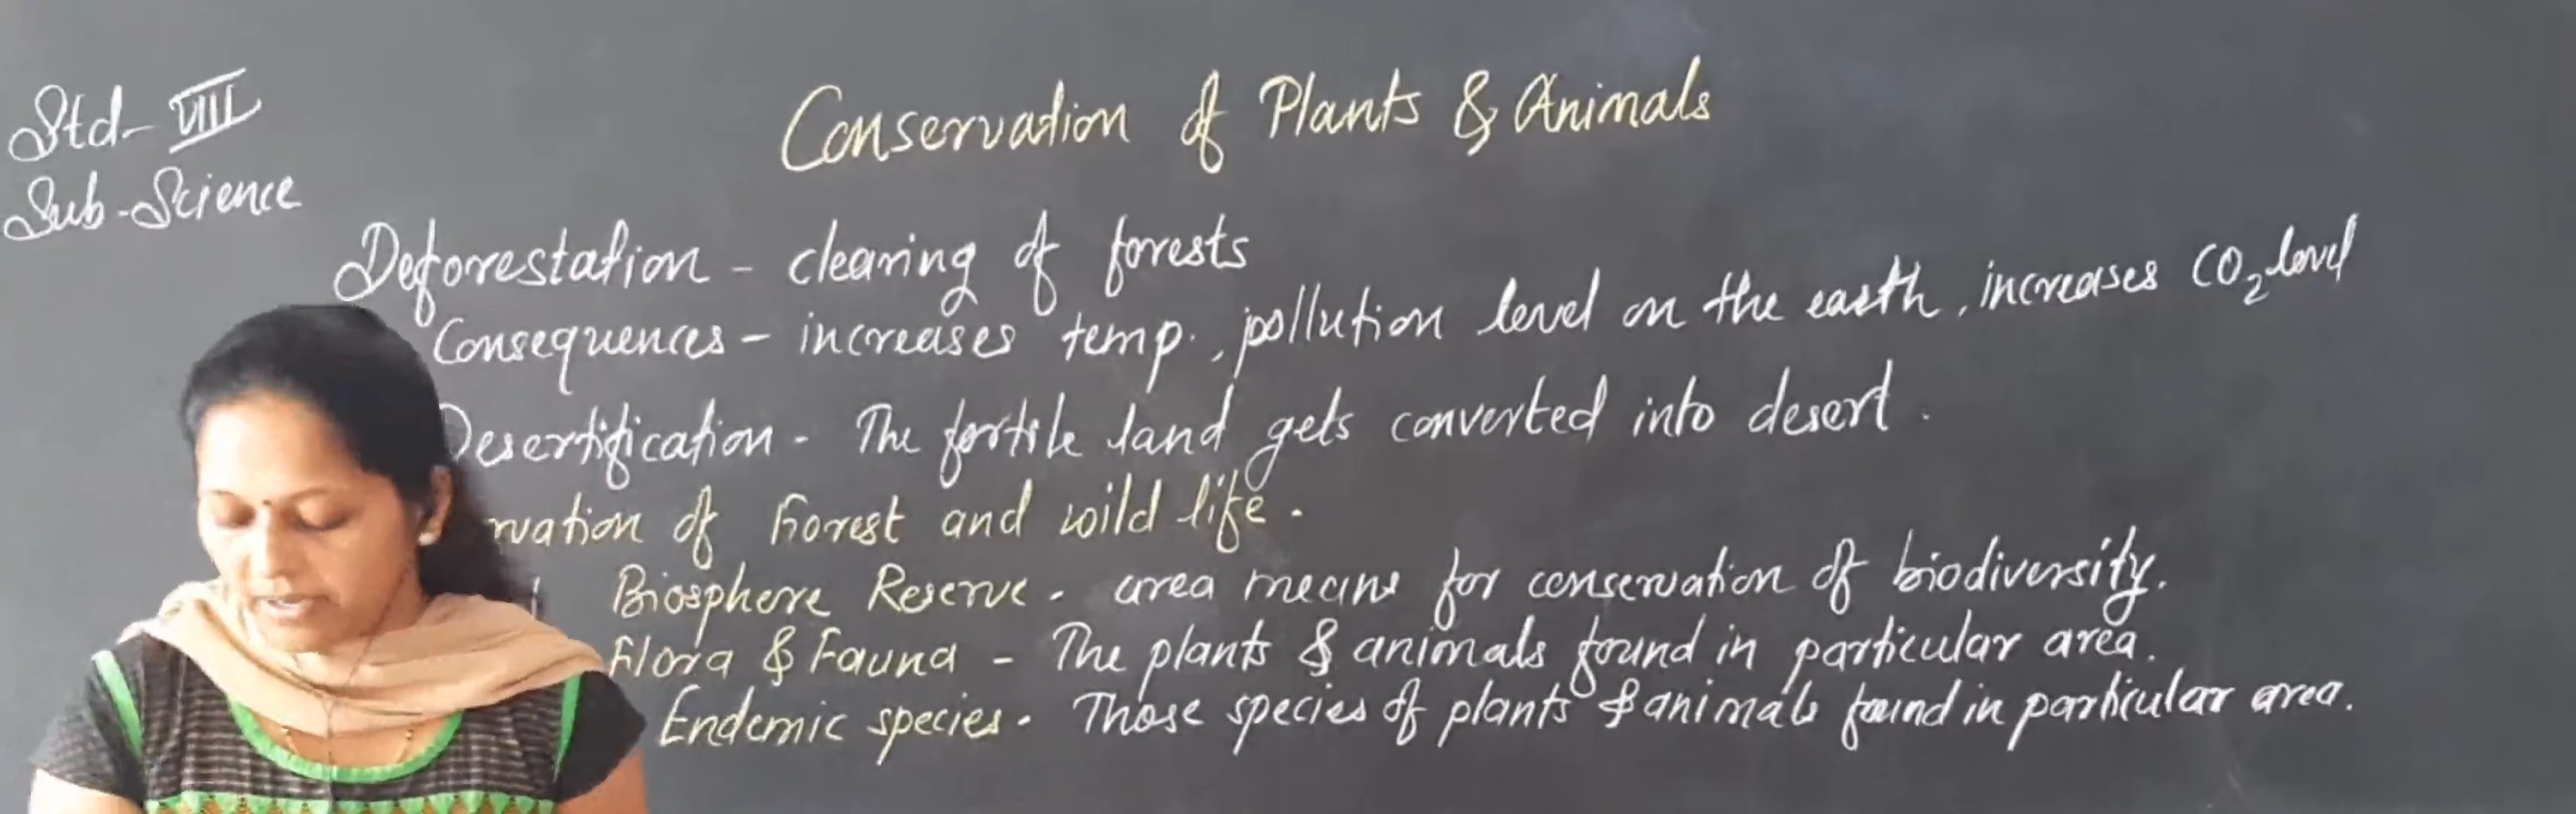 Std- VIII
Sub-Science
Conservation of Plants & Animals
Deforestation - clearing of forests
Consequences - increases temp., pollution level on the earth, increases CO2 level
Desertification - The fertile land gets converted into desert.
rvation of Forest and wild life.
Biosphere Reserve - area means for conservation of biodiversity.
Flora & Fauna - The plants & animals found in particular area.
Endemic species - Those species of plants & animals found in particular area.